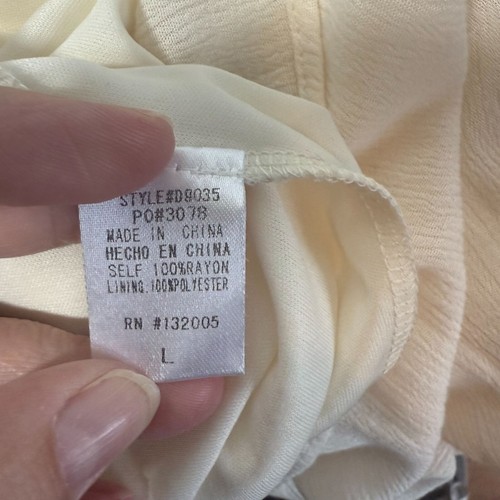 STYLE#D9035
PO#3078
MADE IN CHINA
HECHO EN CHINA
SELF 100%RAYON
LINING.100%POLYESTER
RN #132005
L